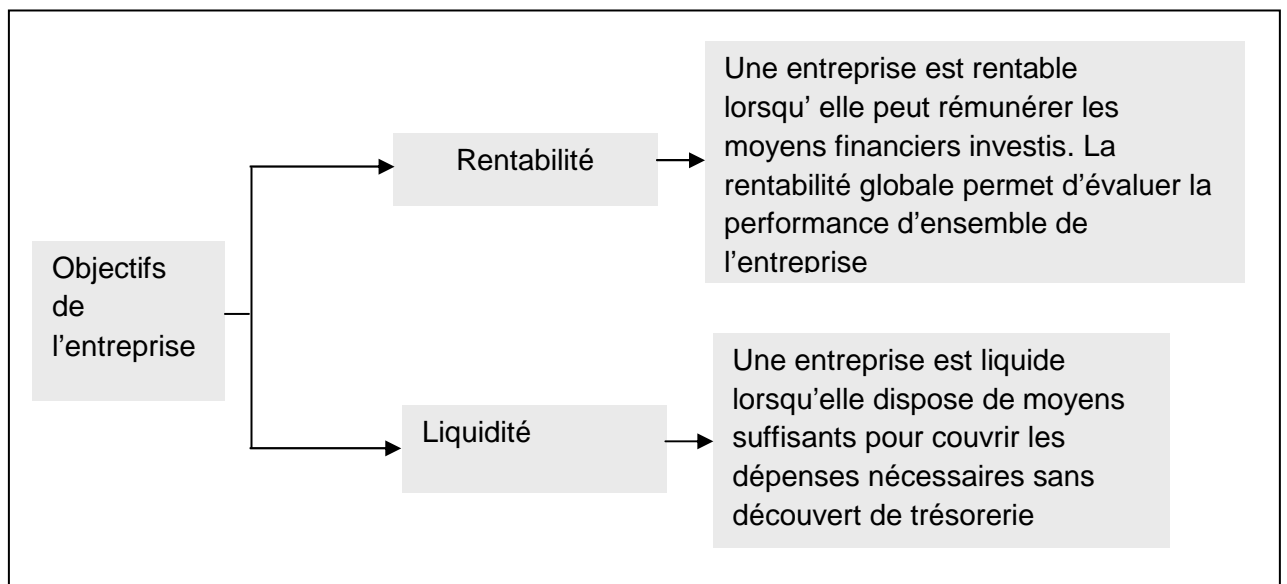 Objectifs
de
l'entreprise
Rentabilité
Une entreprise est rentable
lorsqu' elle peut rémunérer les
moyens financiers investis. La
rentabilité globale permet d'évaluer la
performance d'ensemble de
l'entreprise
Liquidité
Une entreprise est liquide
lorsqu'elle dispose de moyens
suffisants pour couvrir les
dépenses nécessaires sans
découvert de trésorerie